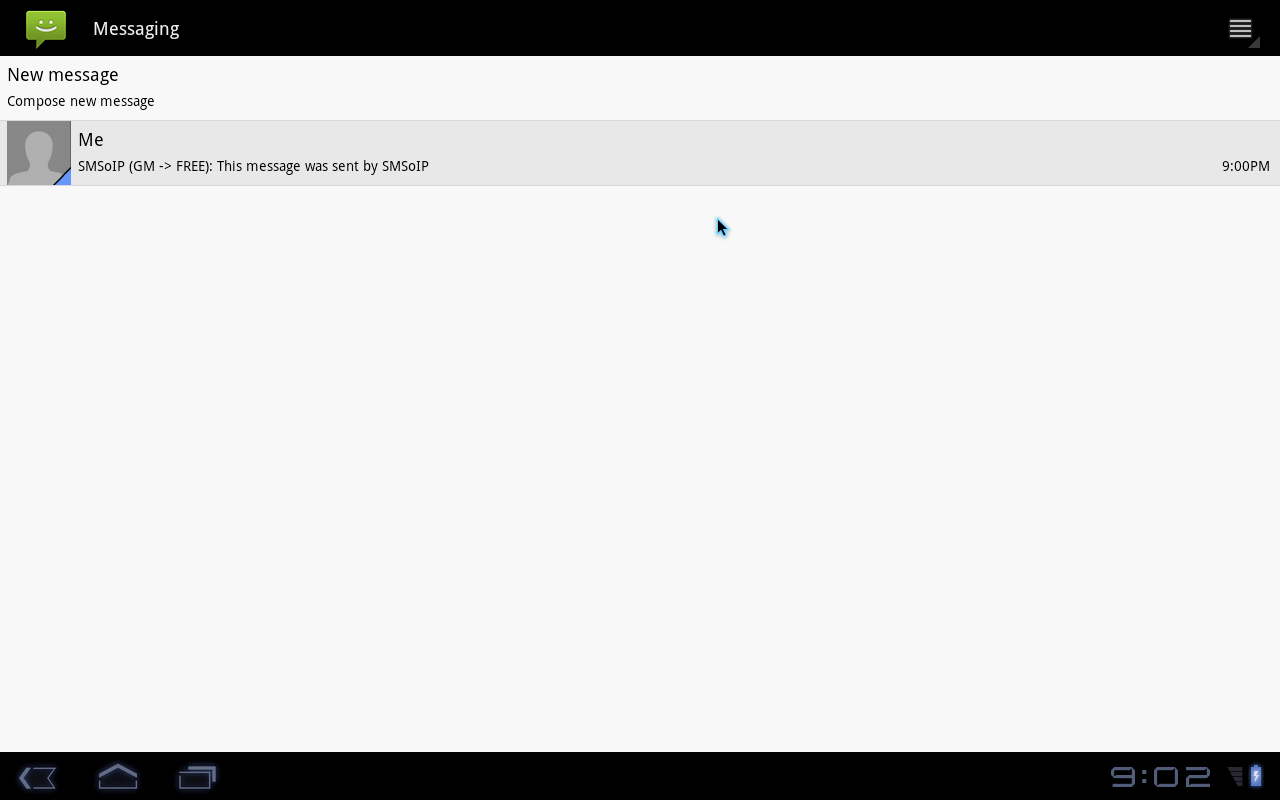 Messaging
New message
Compose new message
Me
SMSoIP (GM -> FREE): This message was sent by SMSoIP
9:00PM
9:02